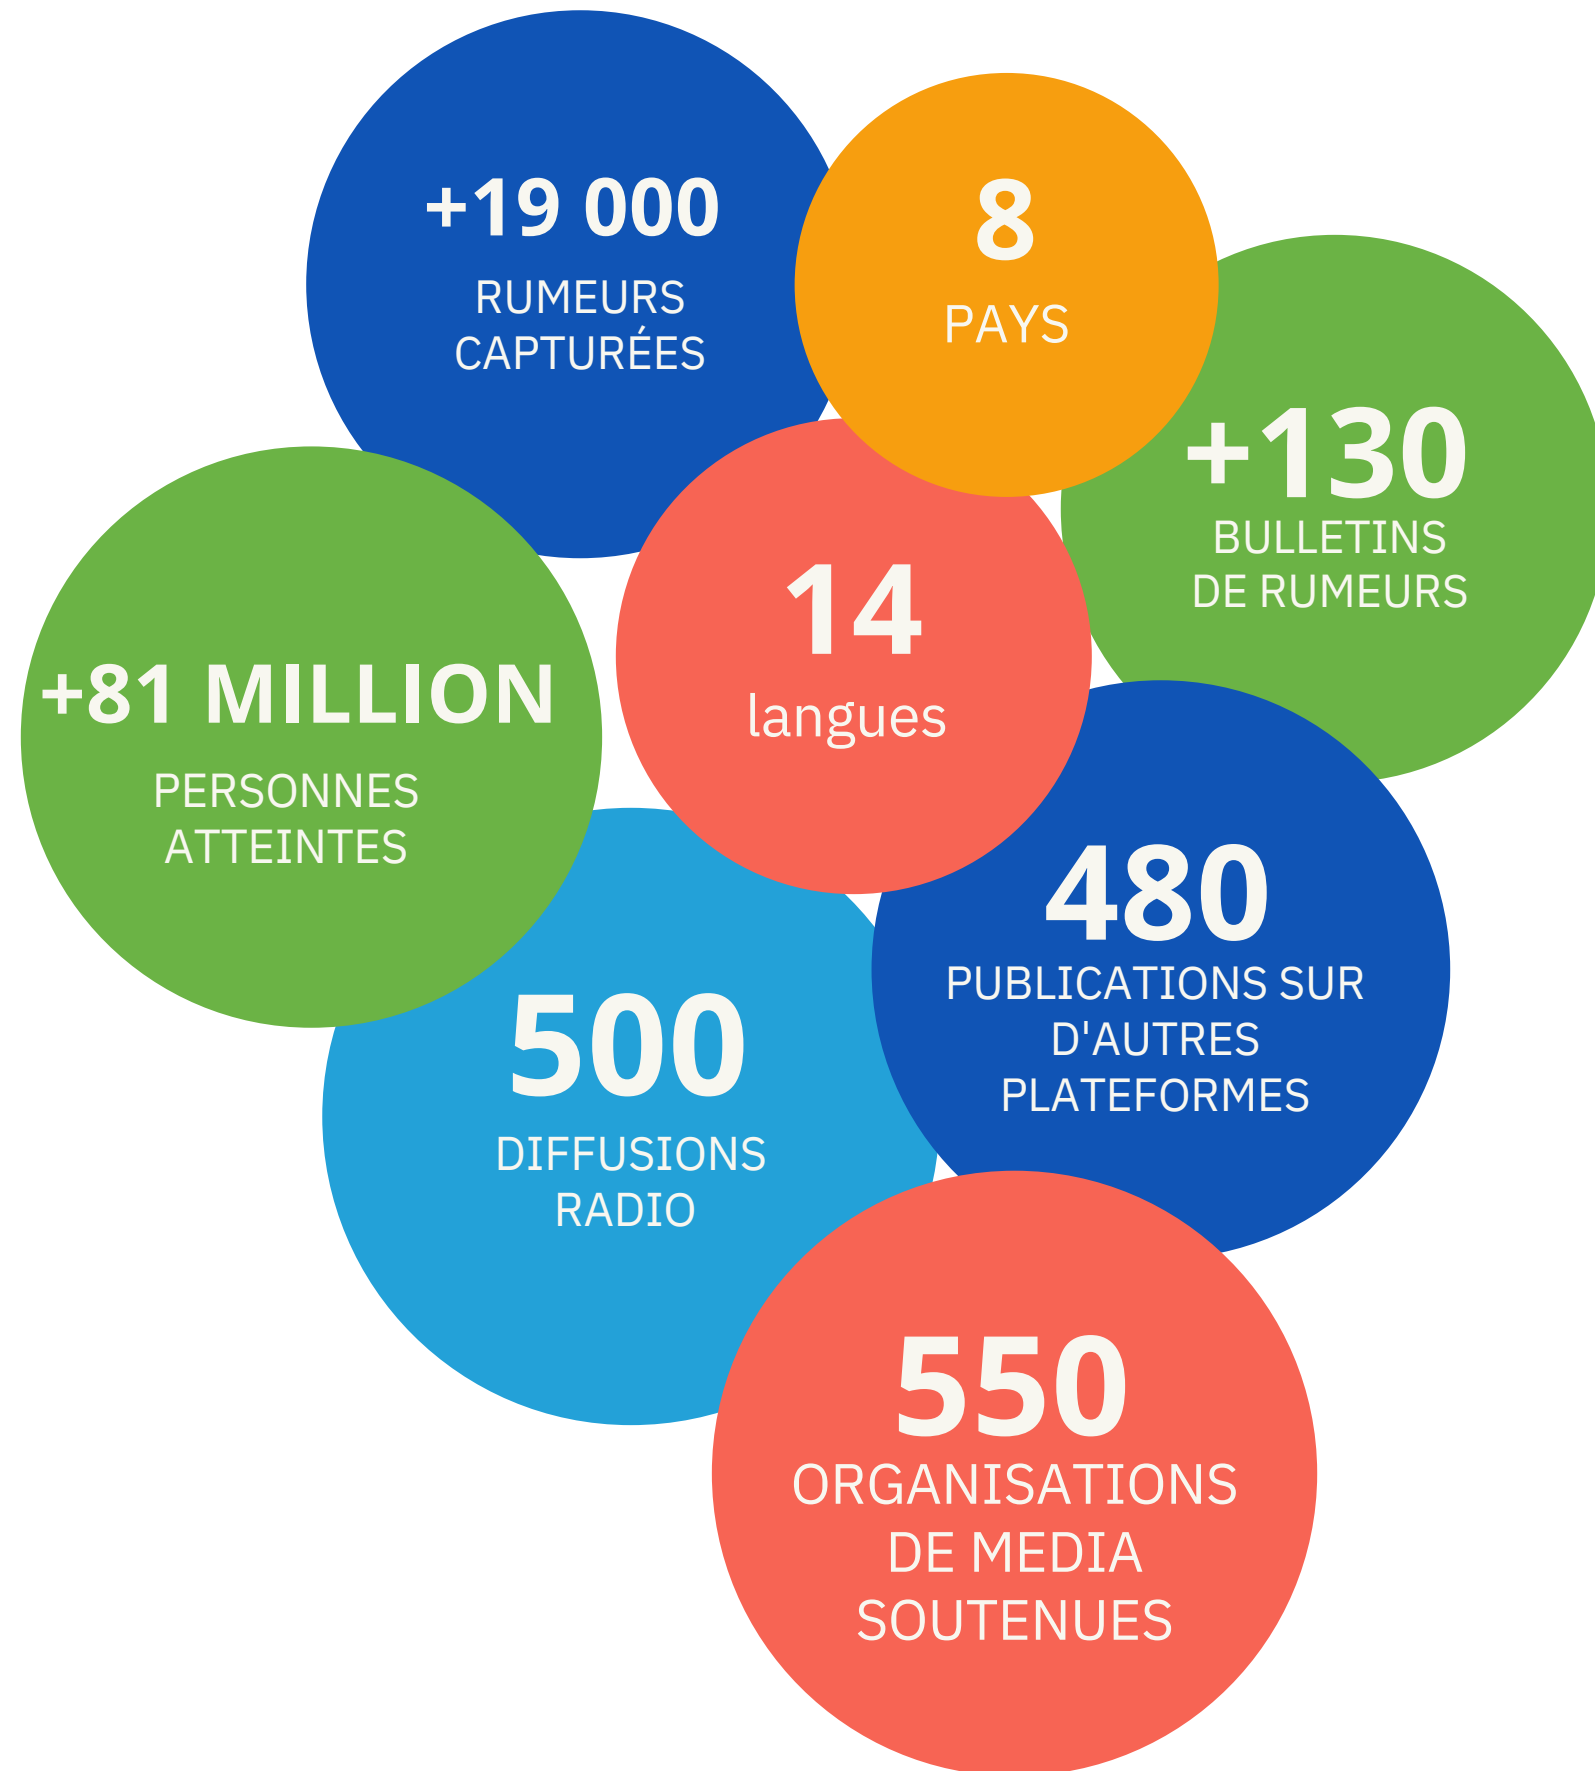 +19 000
RUMEURS
CAPTURÉES
8
PAYS
+130
BULLETINS
DE RUMEURS
14
langues
+81 MILLION
PERSONNES
ATTEINTES
480
PUBLICATIONS SUR
D'AUTRES
PLATEFORMES
500
DIFFUSIONS
RADIO
550
ORGANISATIONS
DE MEDIA
SOUTENUES